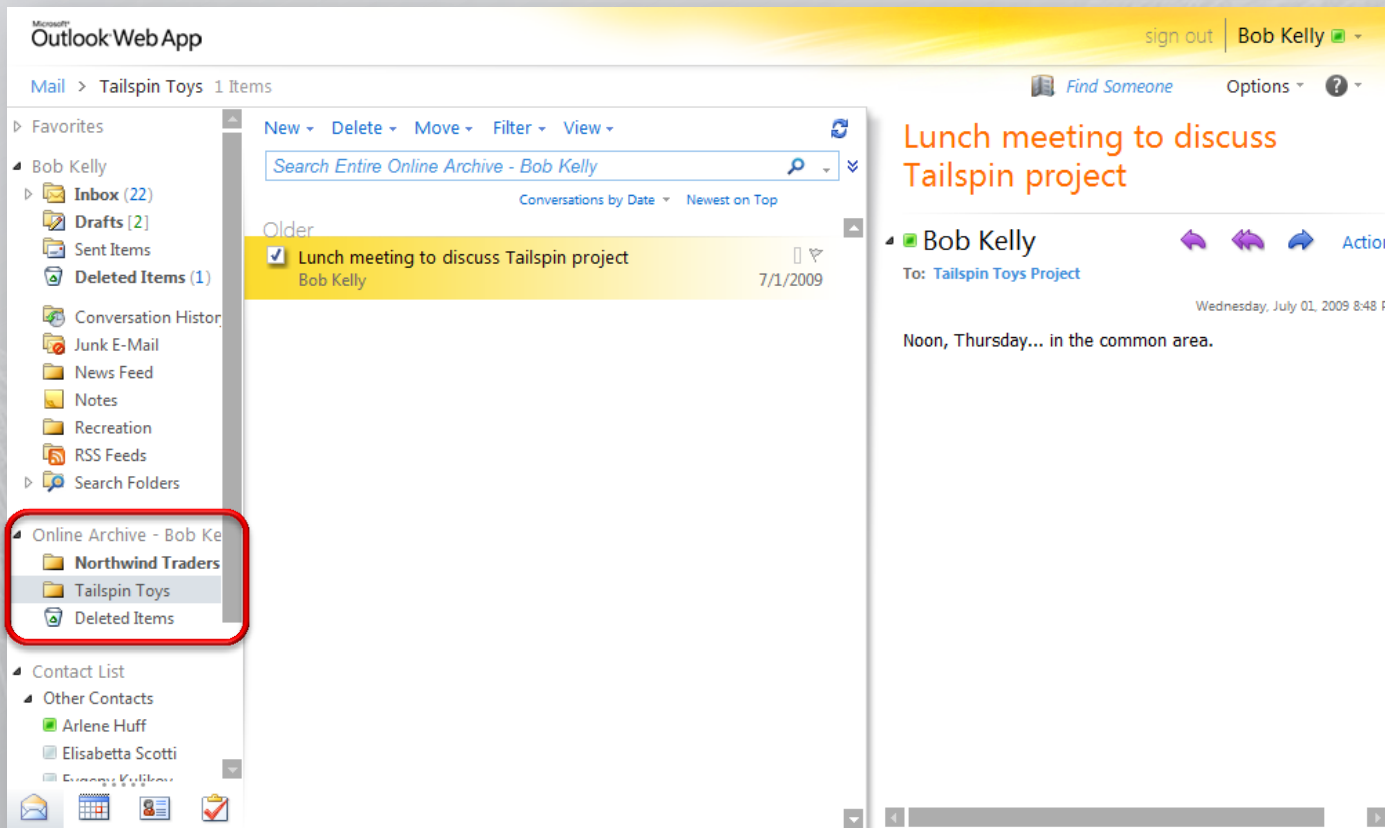 Microsoft®
Outlook Web App
sign out Bob Kelly
Mail > Tailspin Toys 1 Items
Find Someone Options ?
Favorites
Bob Kelly
Inbox (22)
Drafts [2]
Sent Items
Deleted Items (1)
Conversation Histor
Junk E-Mail
News Feed
Notes
Recreation
RSS Feeds
Search Folders
Online Archive - Bob Ke
Northwind Traders
Tailspin Toys
Deleted Items
Contact List
Other Contacts
Arlene Huff
Elisabetta Scotti
Evgeny Kulikov
New Delete Move Filter View
Search Entire Online Archive - Bob Kelly
Conversations by Date Newest on Top
Older
Lunch meeting to discuss Tailspin project
Bob Kelly 7/1/2009
Lunch meeting to discuss
Tailspin project
Bob Kelly Action
To: Tailspin Toys Project
Wednesday, July 01, 2009 8:48 P
Noon, Thursday... in the common area.